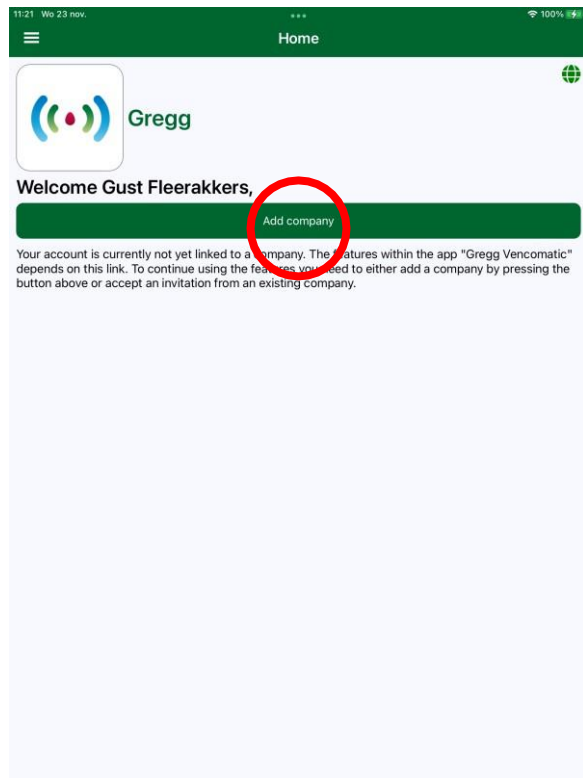 11:21 Wo 23 nov.
100%
Home
Gregg
Welcome Gust Fleerakkers,
Add company
Your account is currently not yet linked to a company. The features within the app "Gregg Vencomatic"
depends on this link. To continue using the features you need to either add a company by pressing the
button above or accept an invitation from an existing company.